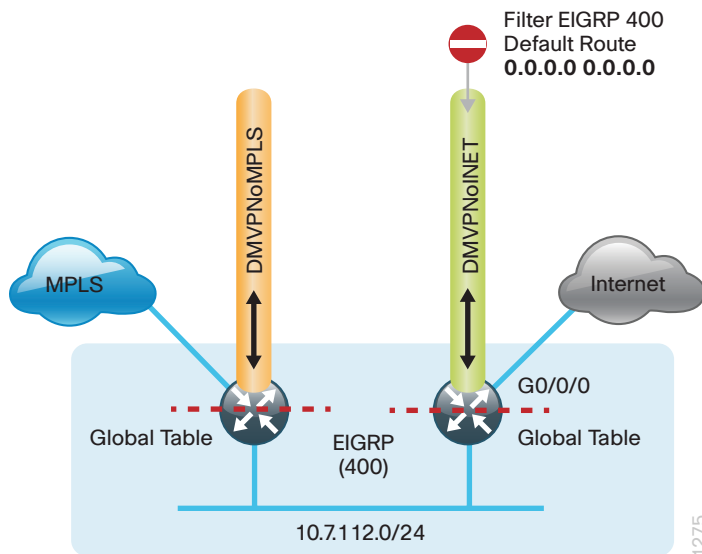 Filter EIGRP 400
Default Route
0.0.0.0 0.0.0.0
DMVPNoMPLS
DMVPNoINET
MPLS
Internet
G0/0/0
Global Table
EIGRP
(400)
Global Table
10.7.112.0/24
1275